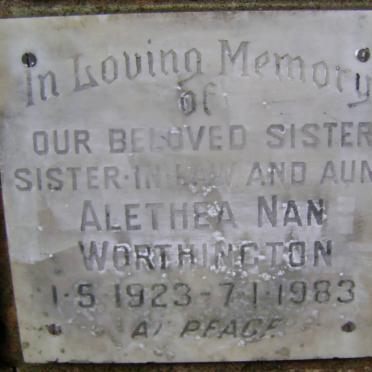 In Loving Memory
of
OUR BELOVED SISTER
SISTER-IN-LAW AND AUN
ALETHEA NAN
WORTHINGTON
1·5·1923-7·1·1983
AT PEACE